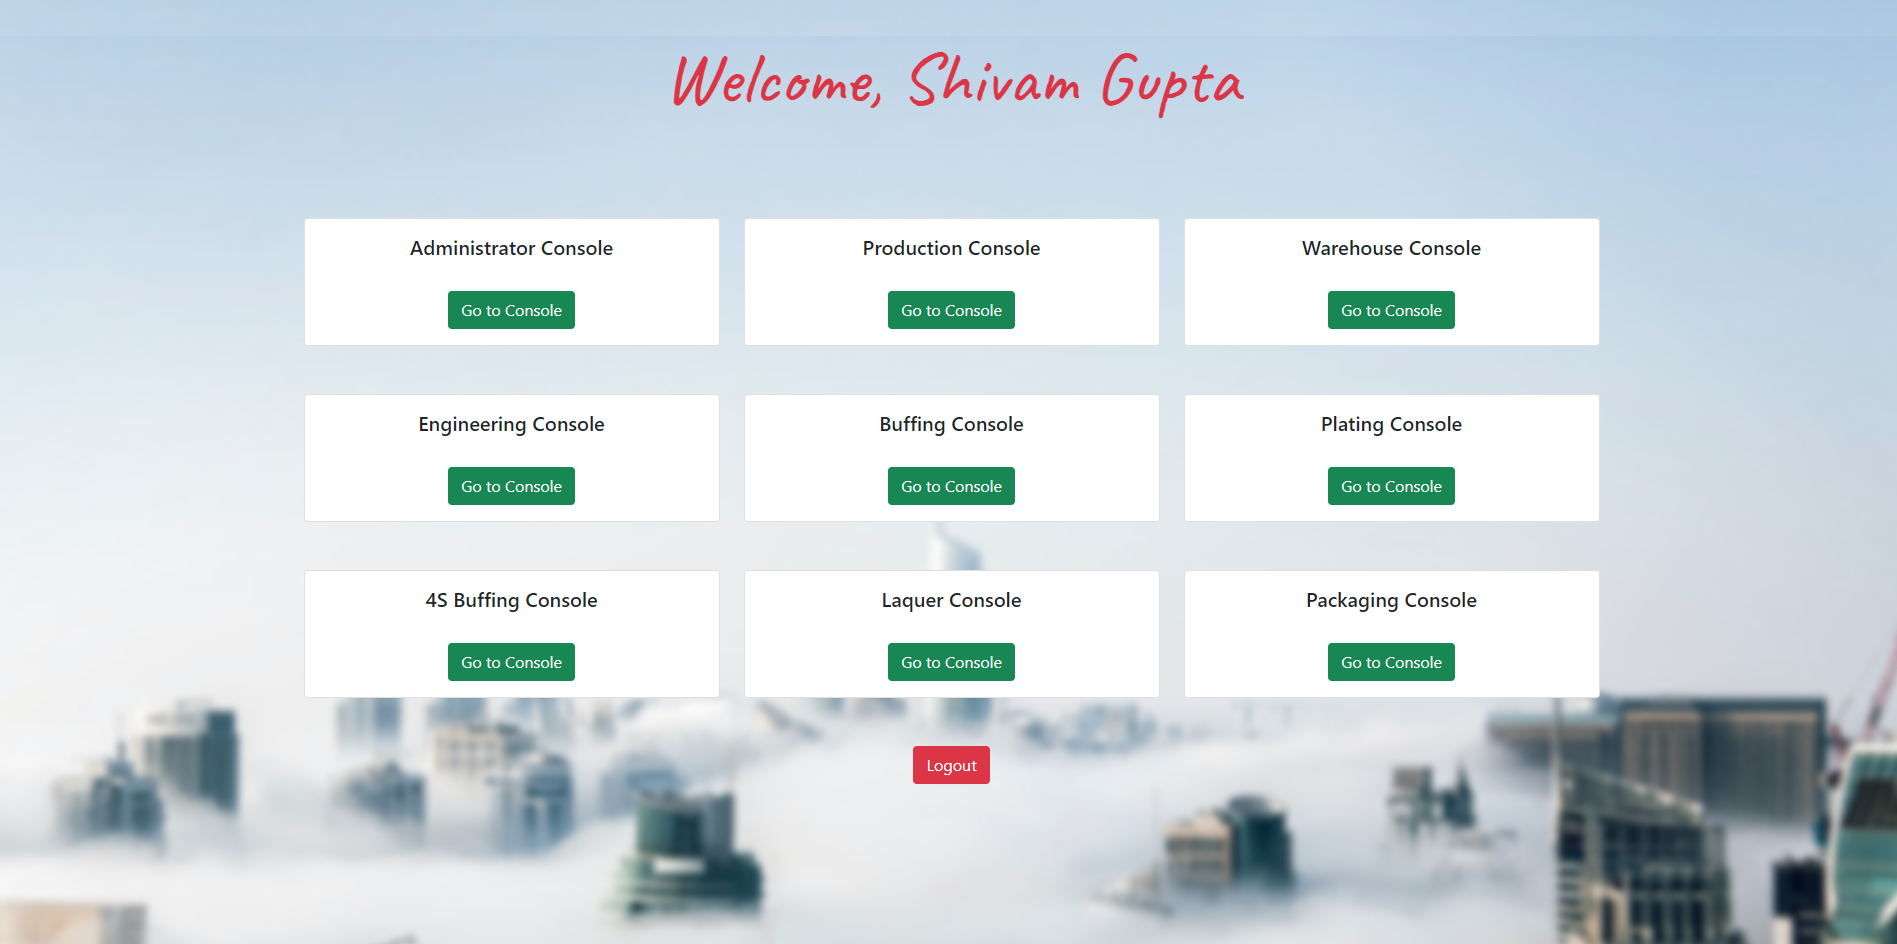 Welcome, Shivam Gupta
Administrator Console
Go to Console
Production Console
Go to Console
Warehouse Console
Go to Console
Engineering Console
Go to Console
Buffing Console
Go to Console
Plating Console
Go to Console
4S Buffing Console
Go to Console
Laquer Console
Go to Console
Packaging Console
Go to Console
Logout